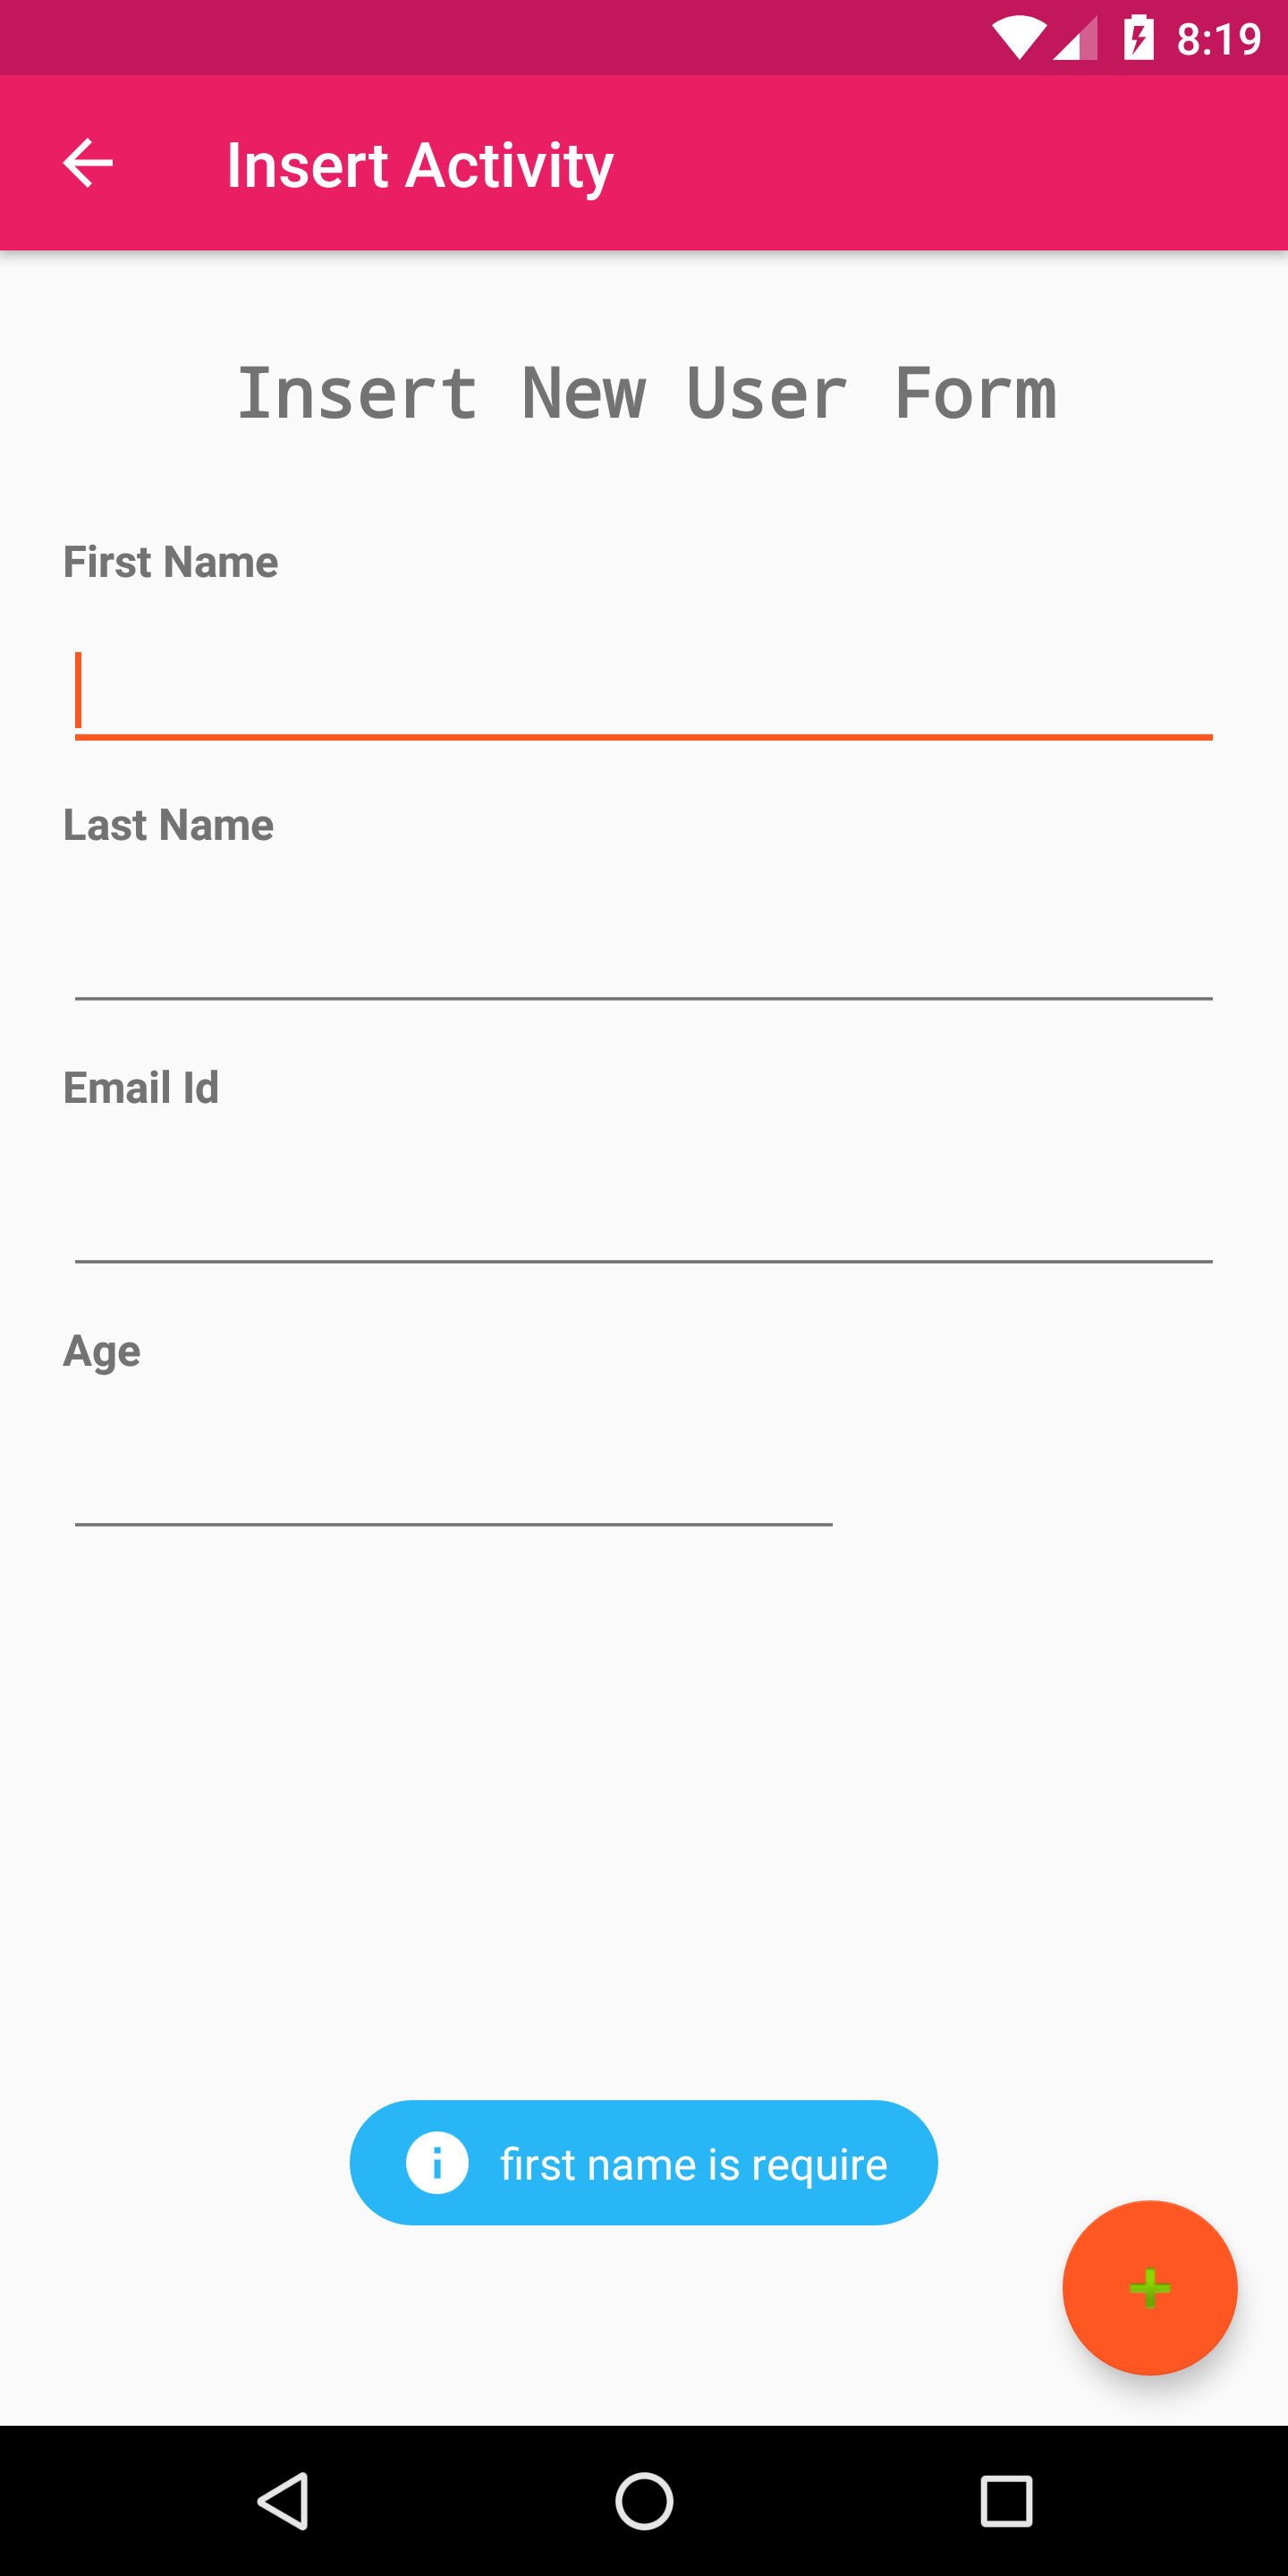 8:19
Insert Activity
Insert New User Form
First Name
Last Name
Email Id
Age
first name is require